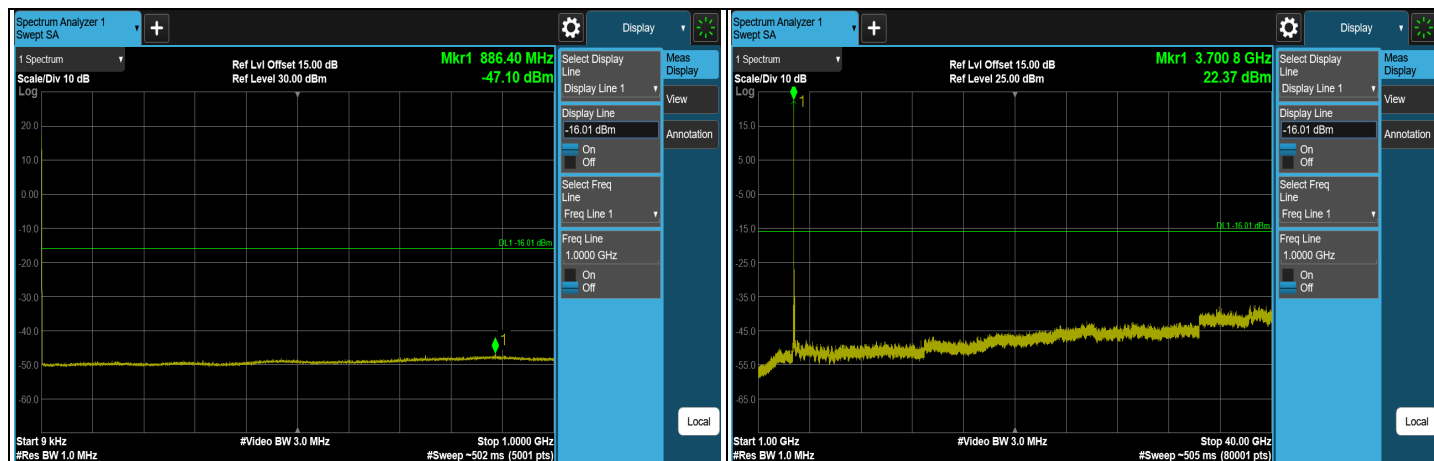 Spectrum Analyzer 1
Swept SA
+
Display
1 Spectrum
Scale/Div 10 dB
Log
Ref Lvl Offset 15.00 dB
Ref Level 30.00 dBm
Mkr1 886.40 MHz
-47.10 dBm
20.0
10.0
0.00
-10.0
-20.0
-30.0
-40.0
-50.0
-60.0
DL1 -16.01 dBm
1
Start 9 kHz
#Res BW 1.0 MHz
#Video BW 3.0 MHz
Stop 1.0000 GHz
#Sweep ~502 ms (5001 pts)
Select Display
Line
Display Line 1
Display Line
-16.01 dBm
On
Off
Select Freq
Line
Freq Line 1
Freq Line
1.0000 GHz
On
Off
Meas
Display
View
Annotation
Local
Spectrum Analyzer 1
Swept SA
+
Display
1 Spectrum
Scale/Div 10 dB
Log
Ref Lvl Offset 15.00 dB
Ref Level 25.00 dBm
Mkr1 3.700 8 GHz
22.37 dBm
1
15.0
5.00
-5.00
-15.0
-25.0
-35.0
-45.0
-55.0
-65.0
DL1 -16.01 dBm
Start 1.00 GHz
#Res BW 1.0 MHz
#Video BW 3.0 MHz
Stop 40.00 GHz
#Sweep ~505 ms (80001 pts)
Select Display
Line
Display Line 1
Display Line
-16.01 dBm
On
Off
Select Freq
Line
Freq Line 1
Freq Line
1.0000 GHz
On
Off
Meas
Display
View
Annotation
Local